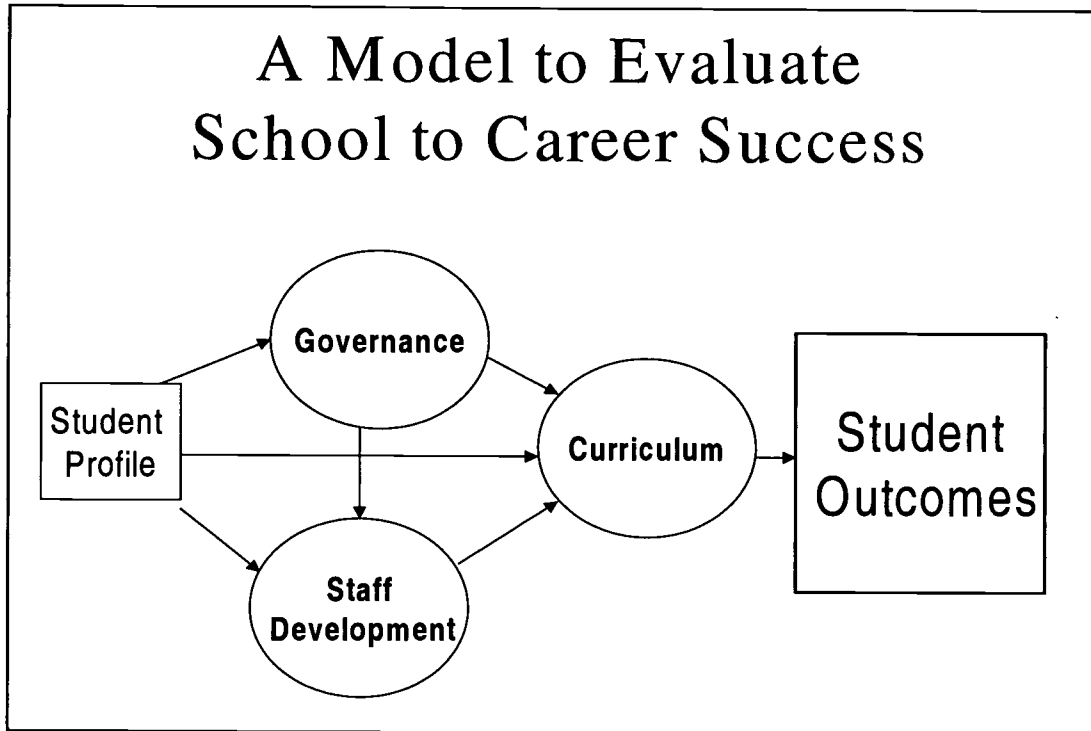 A Model to Evaluate
School to Career Success
Governance
Student
Profile
Curriculum
Student
Outcomes
Staff
Development